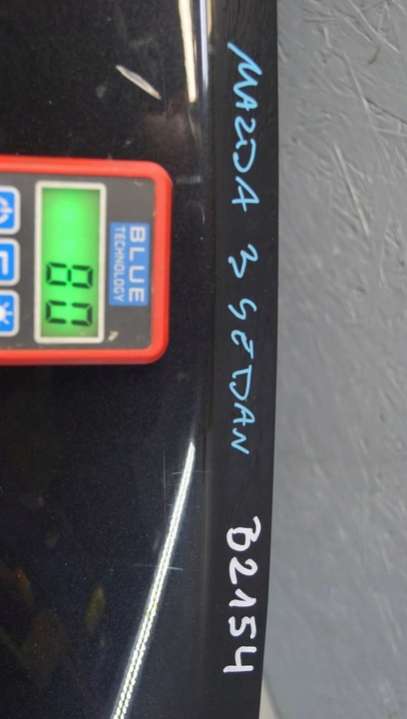 BLUE
TECHNOLOGY
80
MAZDA 3 SEDAN B2154